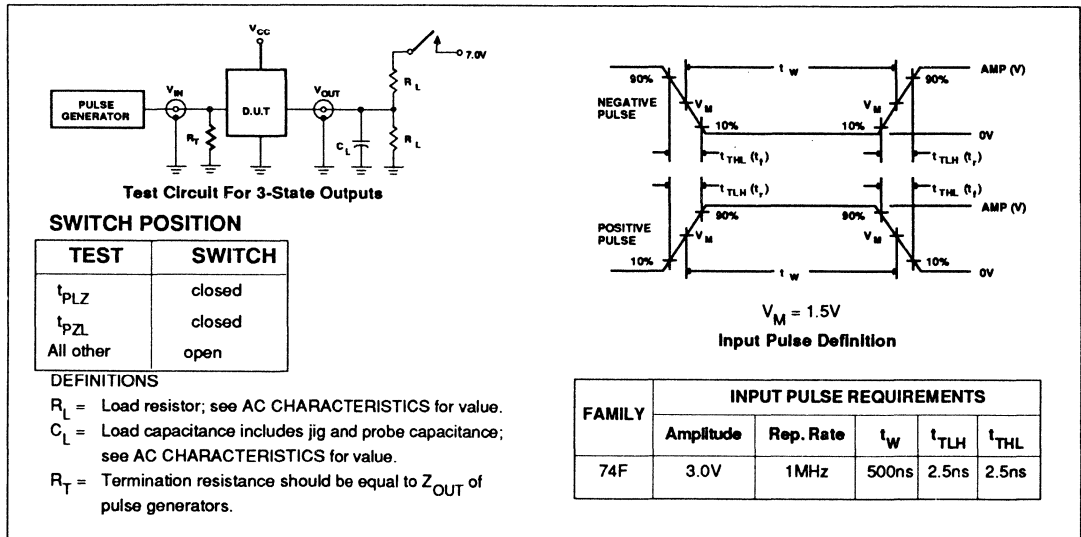 VCC
7.0V
RL
VIN
VOUT
PULSE
GENERATOR
D.U.T
RT
CL
RL
Test Circuit For 3-State Outputs
SWITCH POSITION
TEST SWITCH
tPLZ closed
tPZL closed
All other open
DEFINITIONS
RL = Load resistor; see AC CHARACTERISTICS for value.
CL = Load capacitance includes jig and probe capacitance;
see AC CHARACTERISTICS for value.
RT = Termination resistance should be equal to ZOUT of
pulse generators.
90% tW 90% AMP (V)
NEGATIVE
PULSE
VM VM
10% 10% 0V
tTHL (tf) tTLH (tr)
tTLH (tr) tTHL (tf)
AMP (V)
90% 90%
POSITIVE
PULSE
VM VM
10% tW 10% 0V
VM = 1.5V
Input Pulse Definition
FAMILY INPUT PULSE REQUIREMENTS
Amplitude Rep. Rate tW tTLH tTHL
74F 3.0V 1MHz 500ns 2.5ns 2.5ns